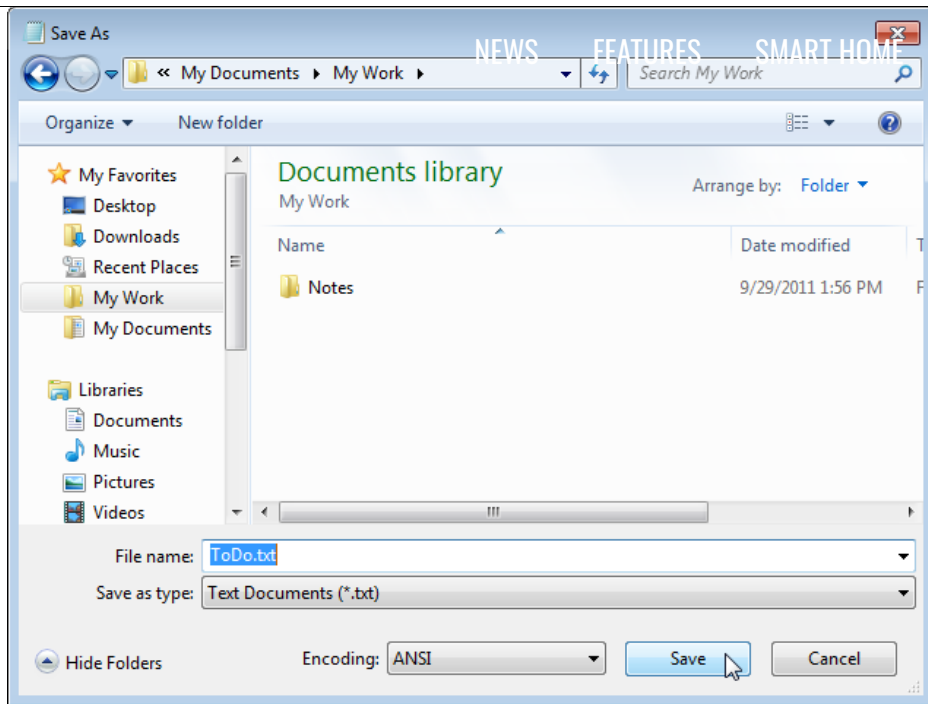 Save As
NEWS FEATURES SMART HOME
« My Documents My Work Search My Work
Organize New folder
My Favorites
Desktop
Downloads
Recent Places
My Work
My Documents
Libraries
Documents
Music
Pictures
Videos
Documents library
My Work
Arrange by: Folder
Name Date modified T
Notes 9/29/2011 1:56 PM F
File name: ToDo.txt
Save as type: Text Documents (*.txt)
Hide Folders Encoding: ANSI Save Cancel